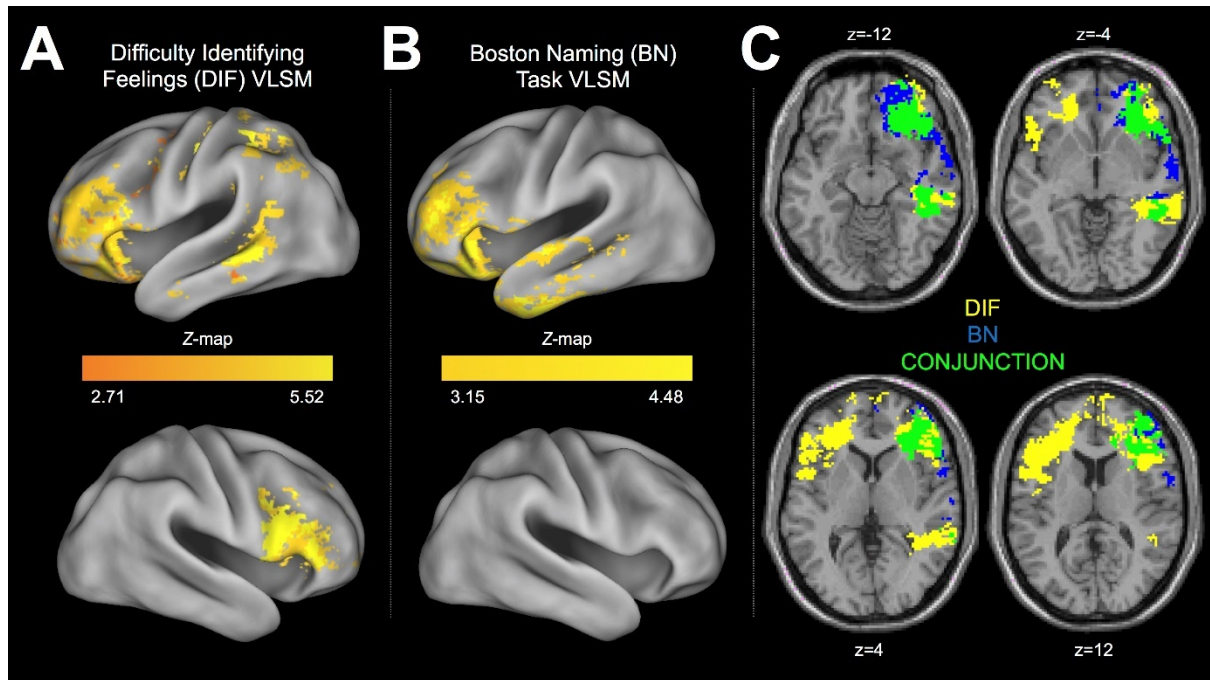 A
Difficulty Identifying
Feelings (DIF) VLSM
B
Boston Naming (BN)
Task VLSM
C
z=-12
z=-4
Z-map
2.71
5.52
Z-map
3.15
4.48
DIF
BN
CONJUNCTION
z=4
z=12